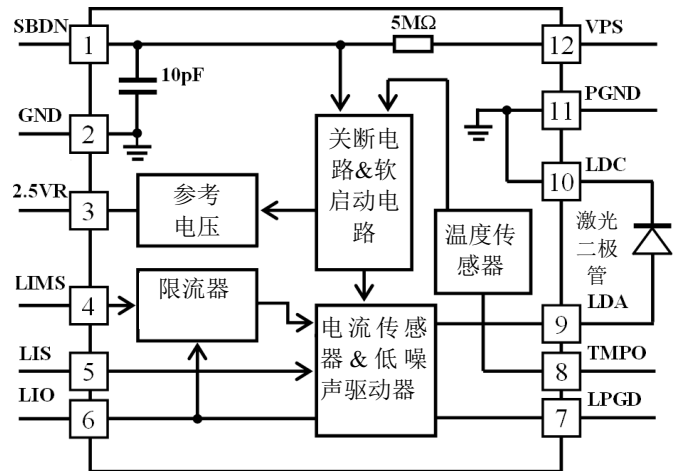 SBDN
1
5MΩ
12
VPS
10pF
GND
2
11
PGND
关断电
路&软
启动电
路
2.5VR
3
参考
电压
10
LDC
温度传
感器
激光
二极
管
LIMS
4
限流器
电流传感
器&低噪
声驱动器
9
LDA
LIS
5
8
TMPO
LIO
6
7
LPGD